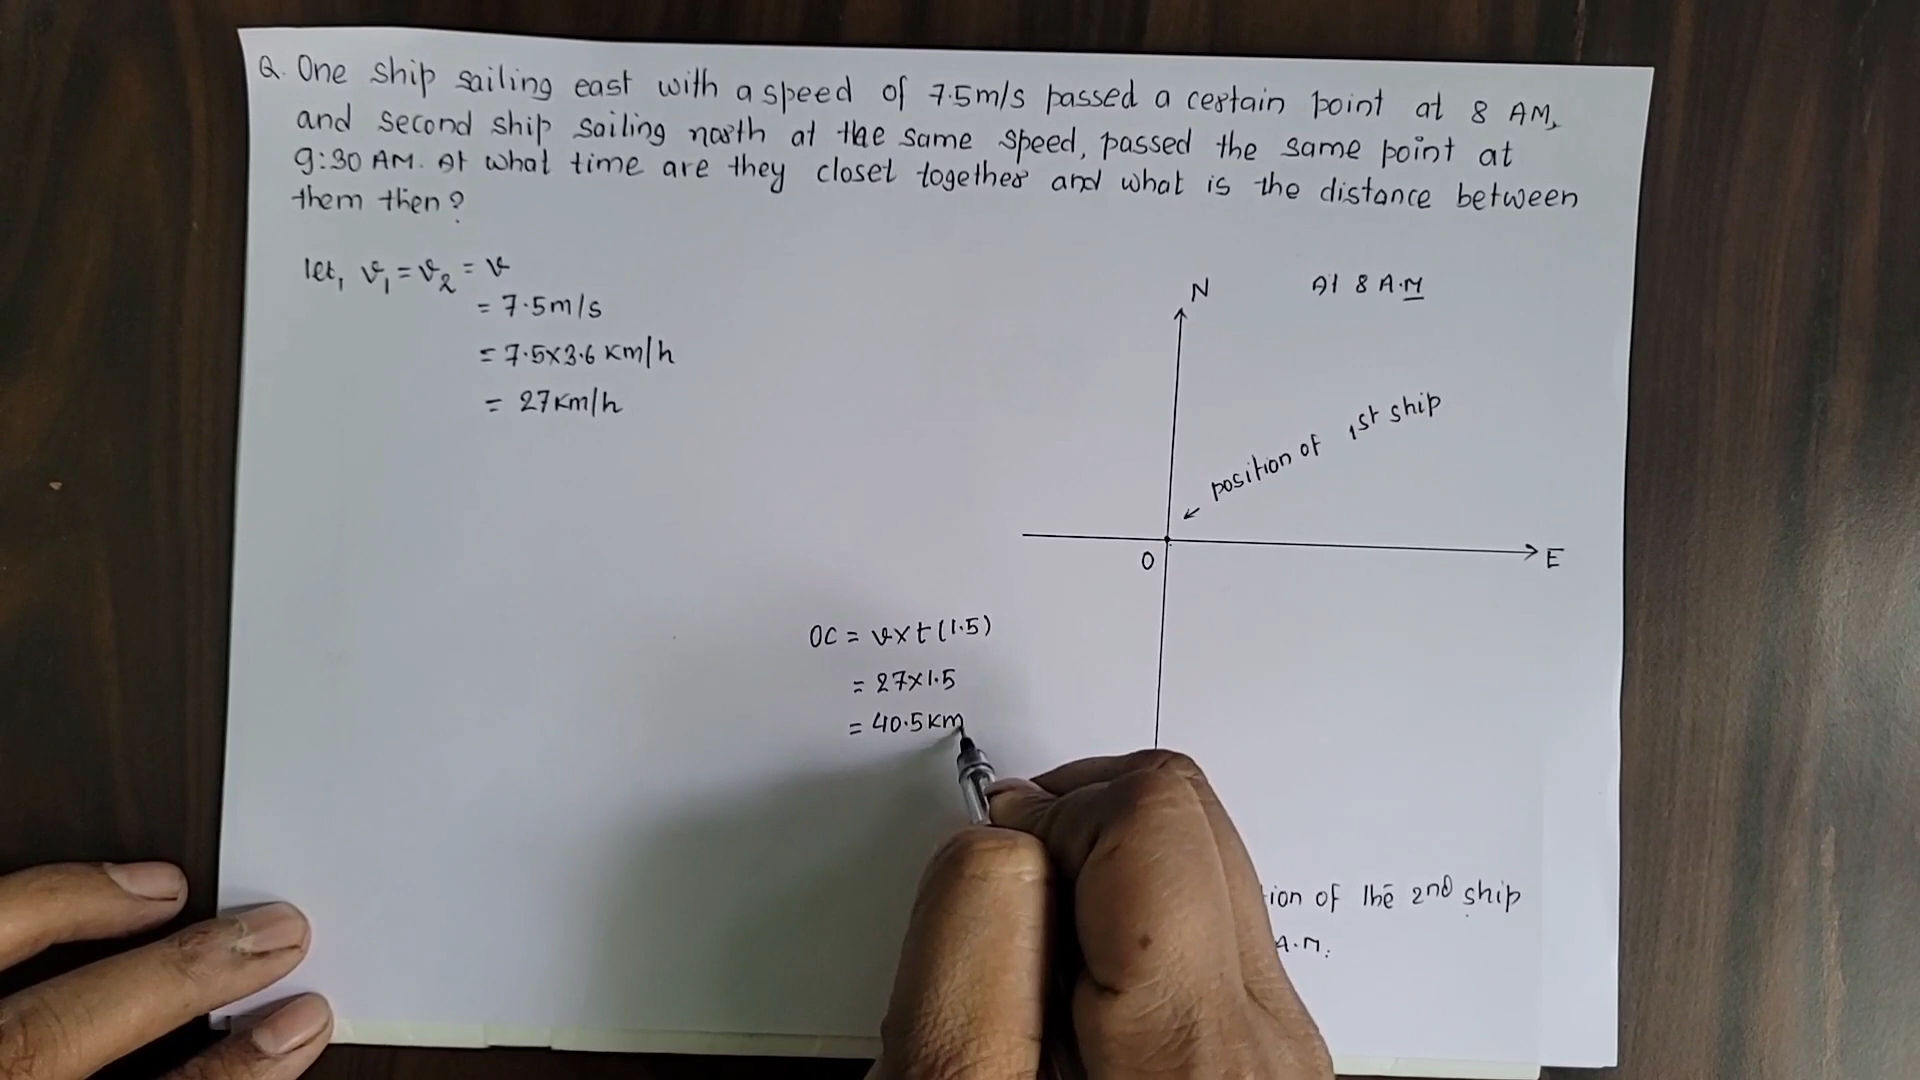 Q. One ship sailing east with a speed of 7.5m/s passed a certain point at 8 AM,
and second ship sailing north at the same speed, passed the same point at
9:30 AM. At what time are they closet together and what is the distance between
them then?
let, v₁ = v₂ = v
= 7.5m/s
= 7.5×3.6 Km/h
= 27Km/h
N
At 8 A.M
position of 1st ship
O
E
OC = v×t(1.5)
= 27×1.5
= 40.5Km
ion of the 2nd ship
A.M.